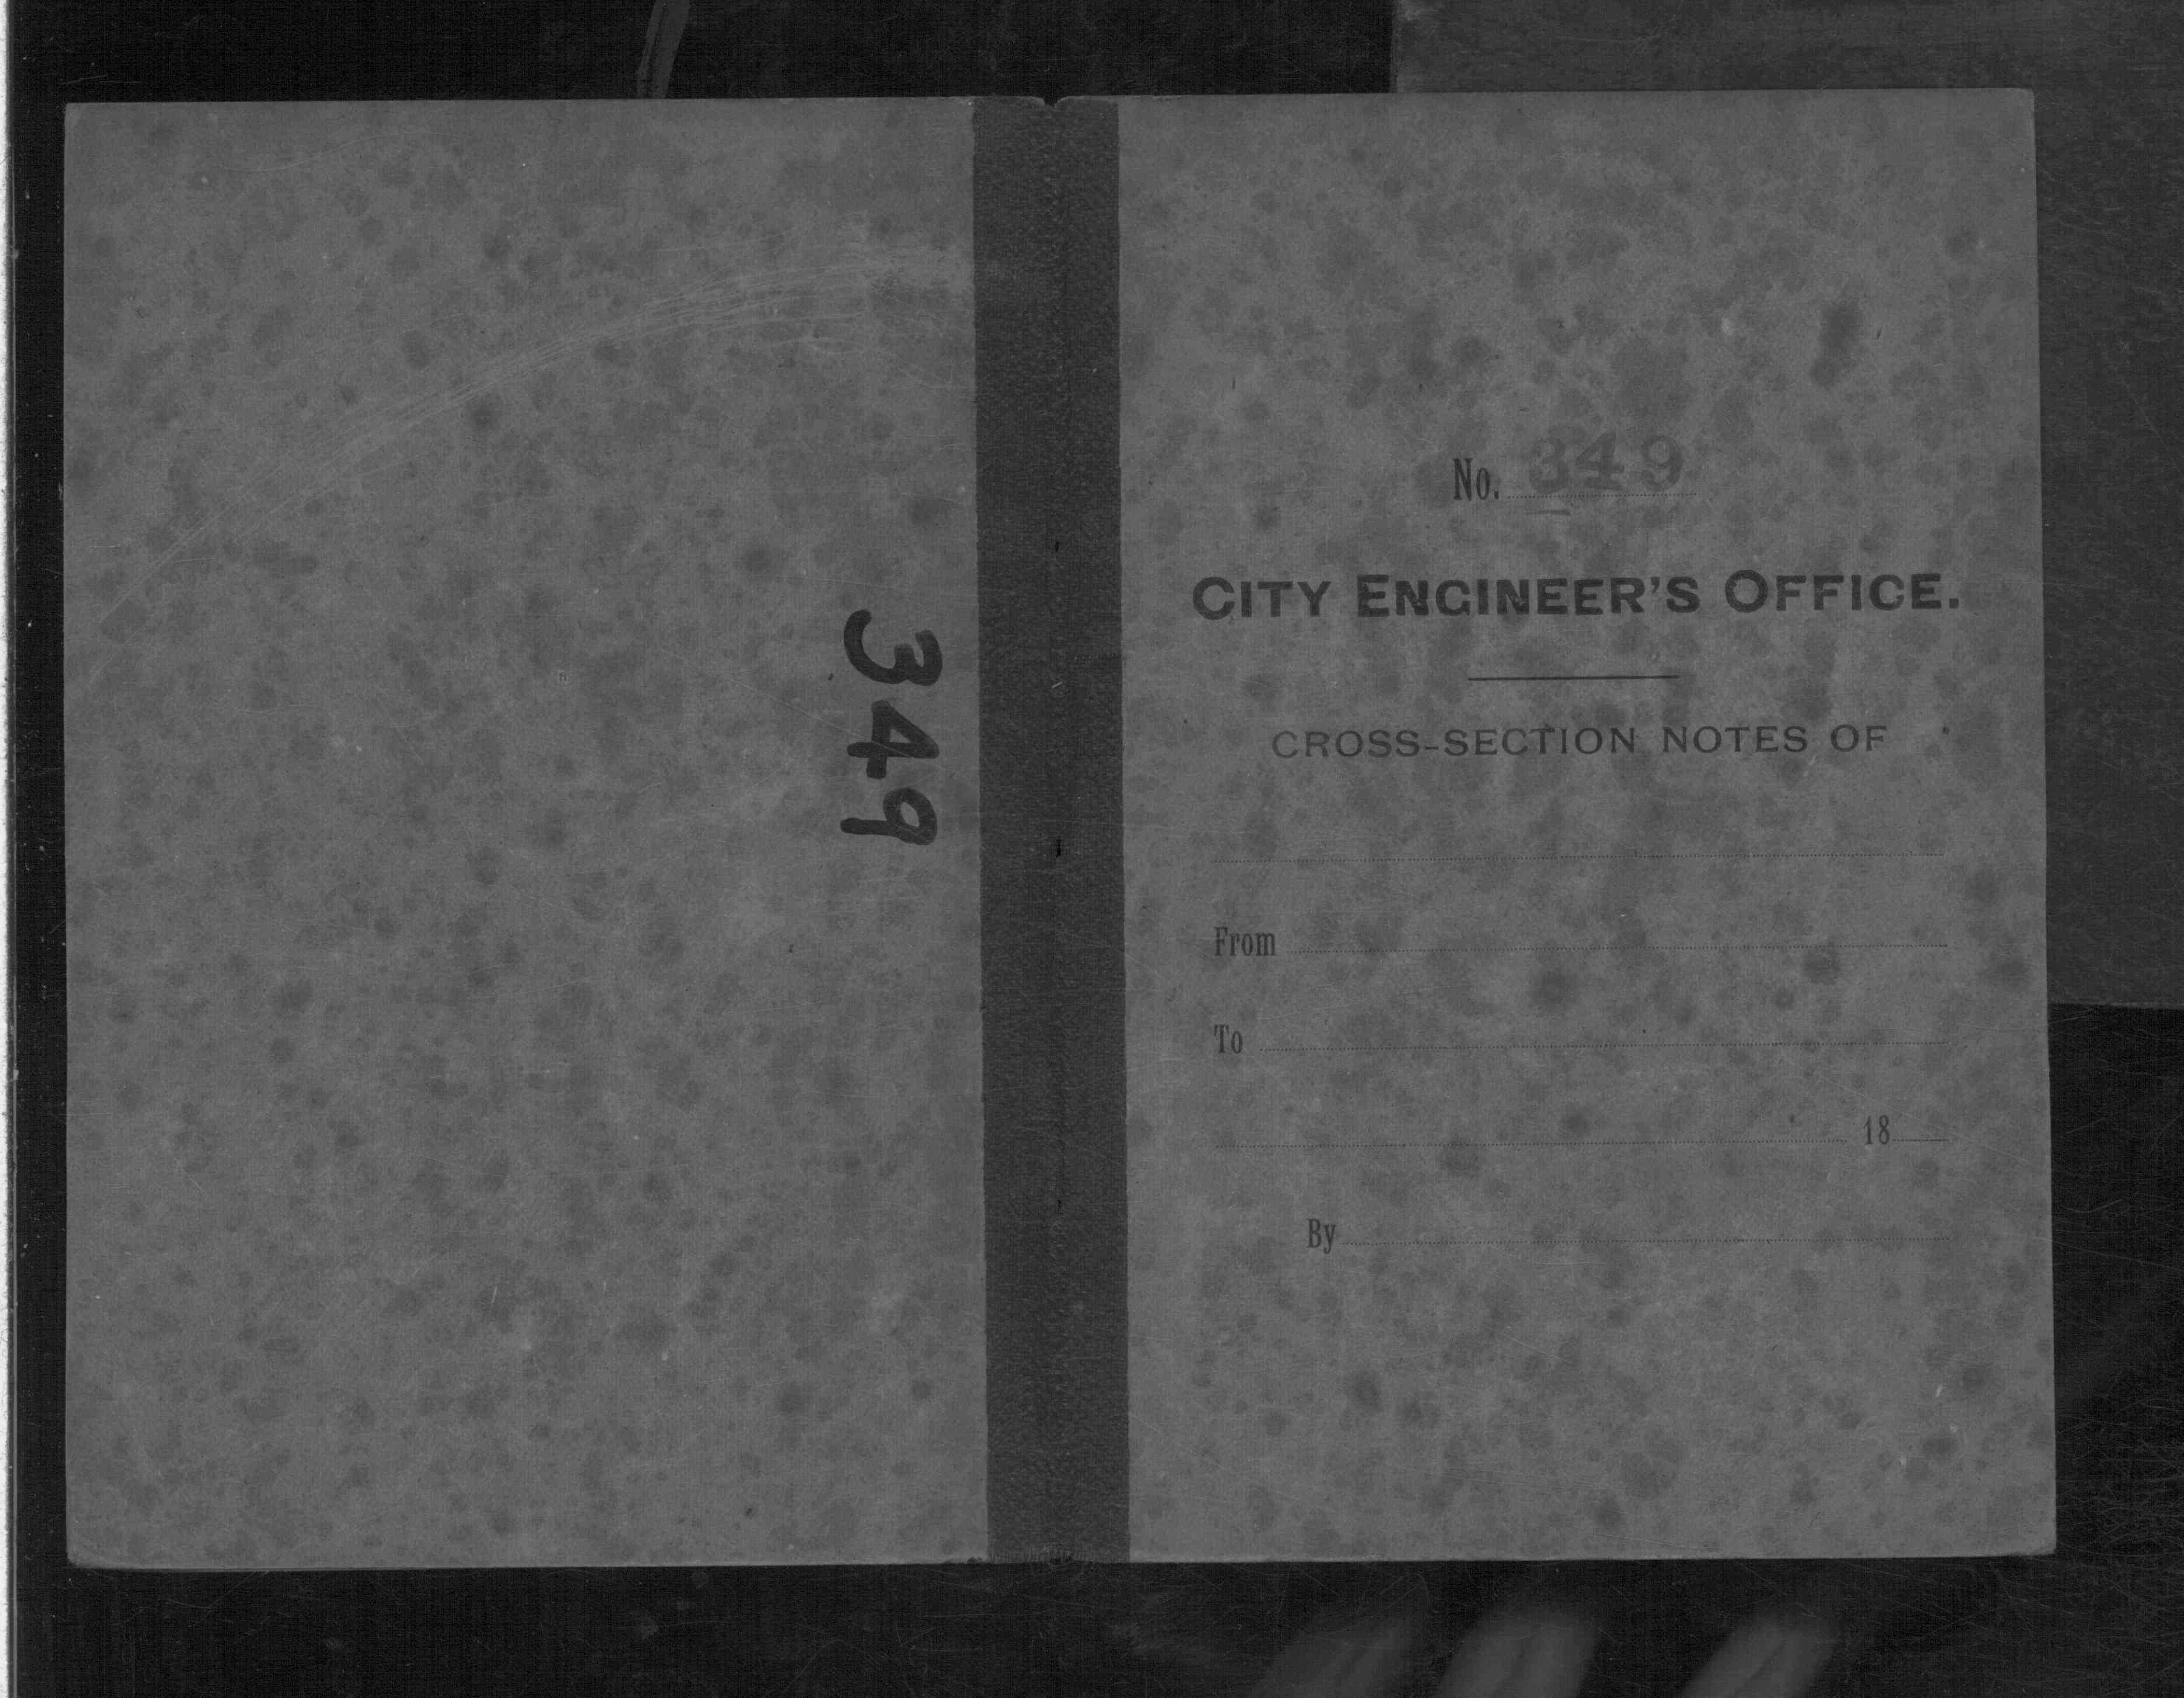 349
No. 349
CITY ENGINEER'S OFFICE.
CROSS-SECTION NOTES OF
From
To
18
By